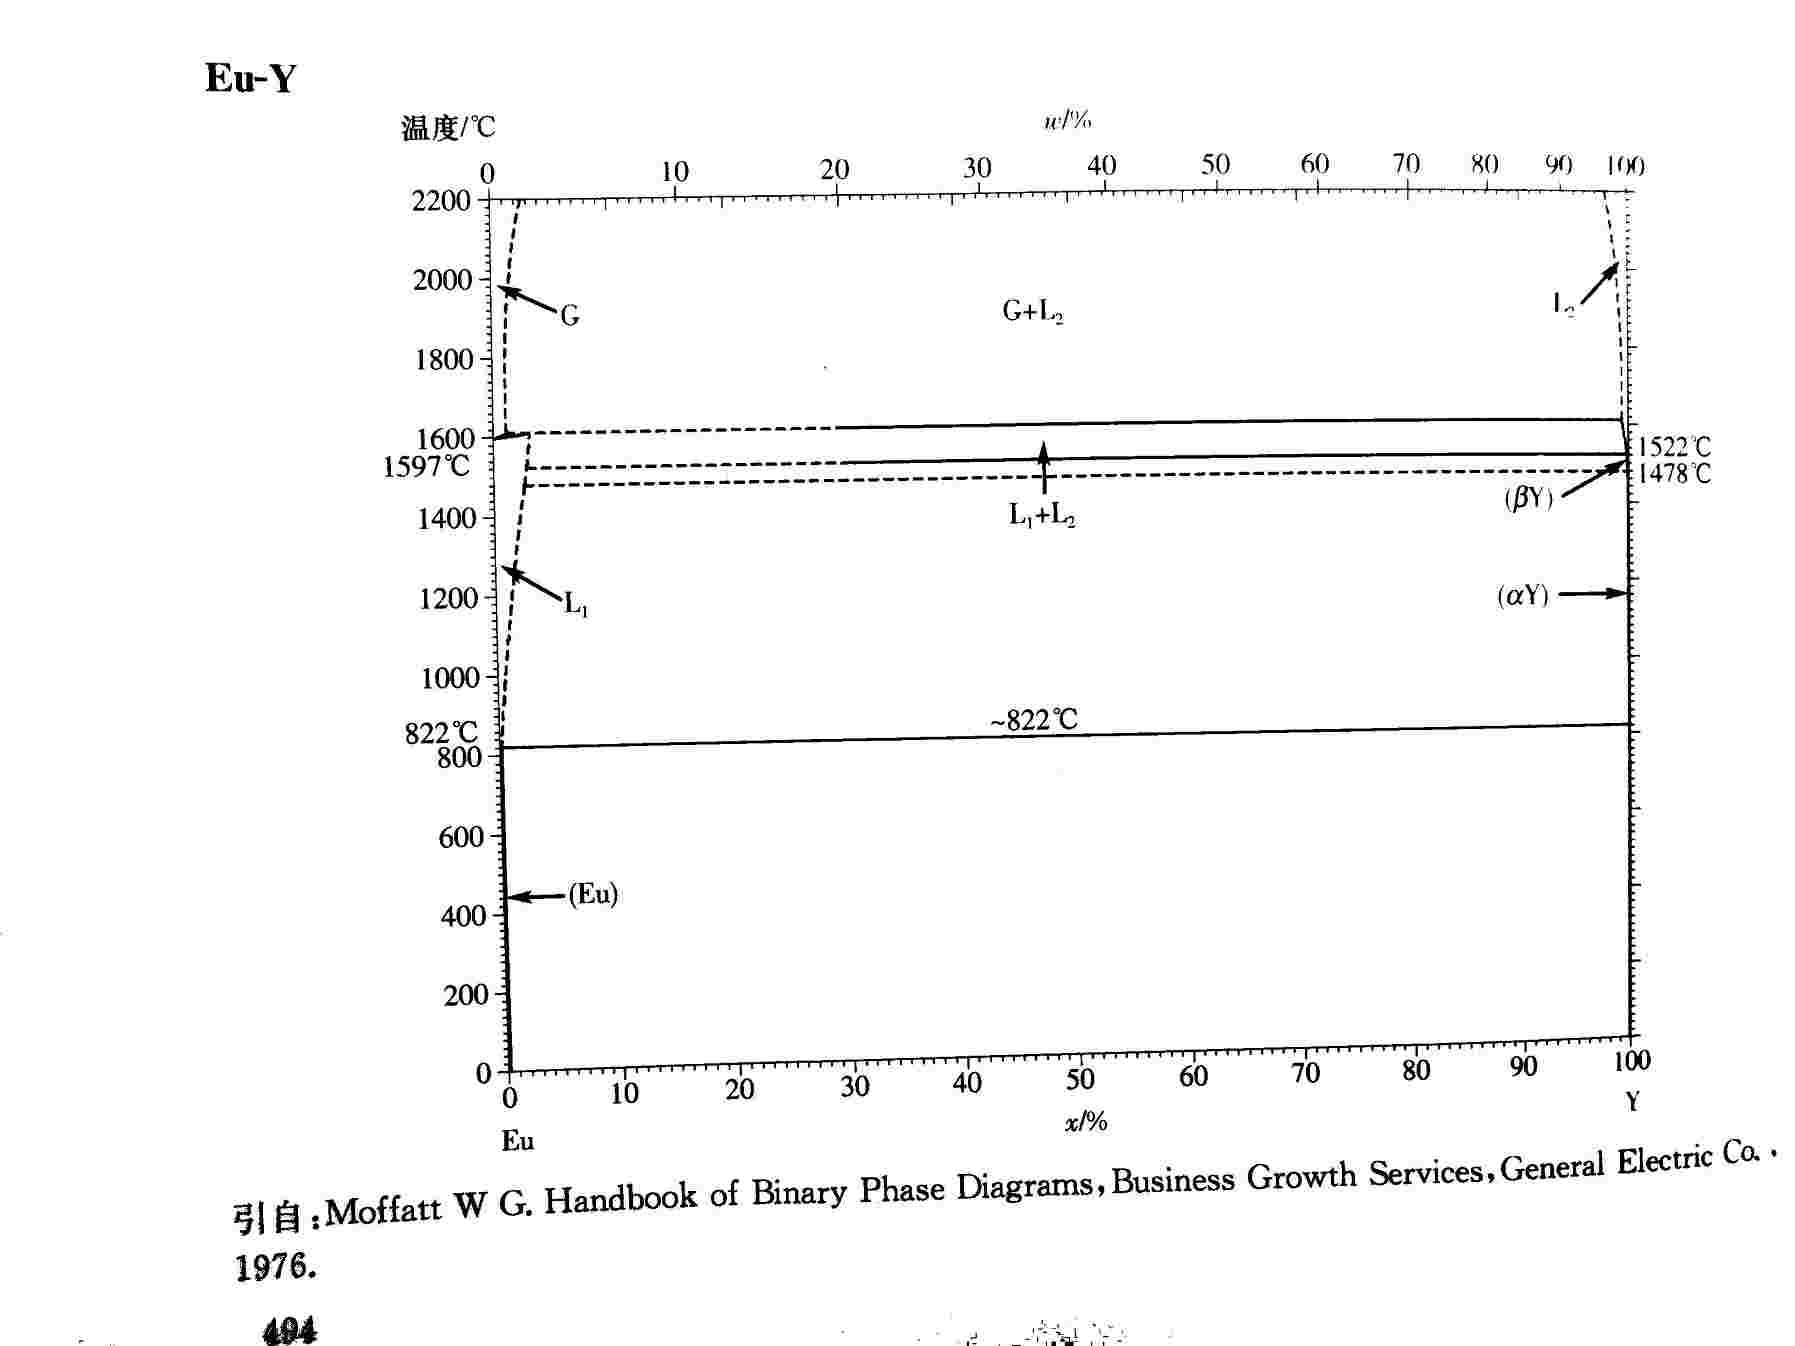 Eu-Y
温度/℃
w/%
0 10 20 30 40 50 60 70 80 90 100
2200
2000
G
G+L₂
L₂
1800
1600
1597℃
1522℃
1478℃
(βY)
L₁+L₂
1400
1200
L₁
(αY)
1000
822℃
~822℃
800
600
(Eu)
400
200
0
0 10 20 30 40 50 60 70 80 90 100
Eu
x/%
Y
引自:Moffatt W G. Handbook of Binary Phase Diagrams, Business Growth Services, General Electric Co.,
1976.
494